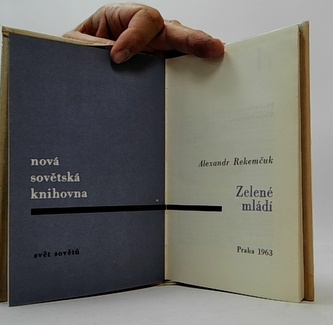 nová
sovětská
knihovna
svět sovětů
Alexandr Rekemčuk
Zelené
mládí
Praha 1963